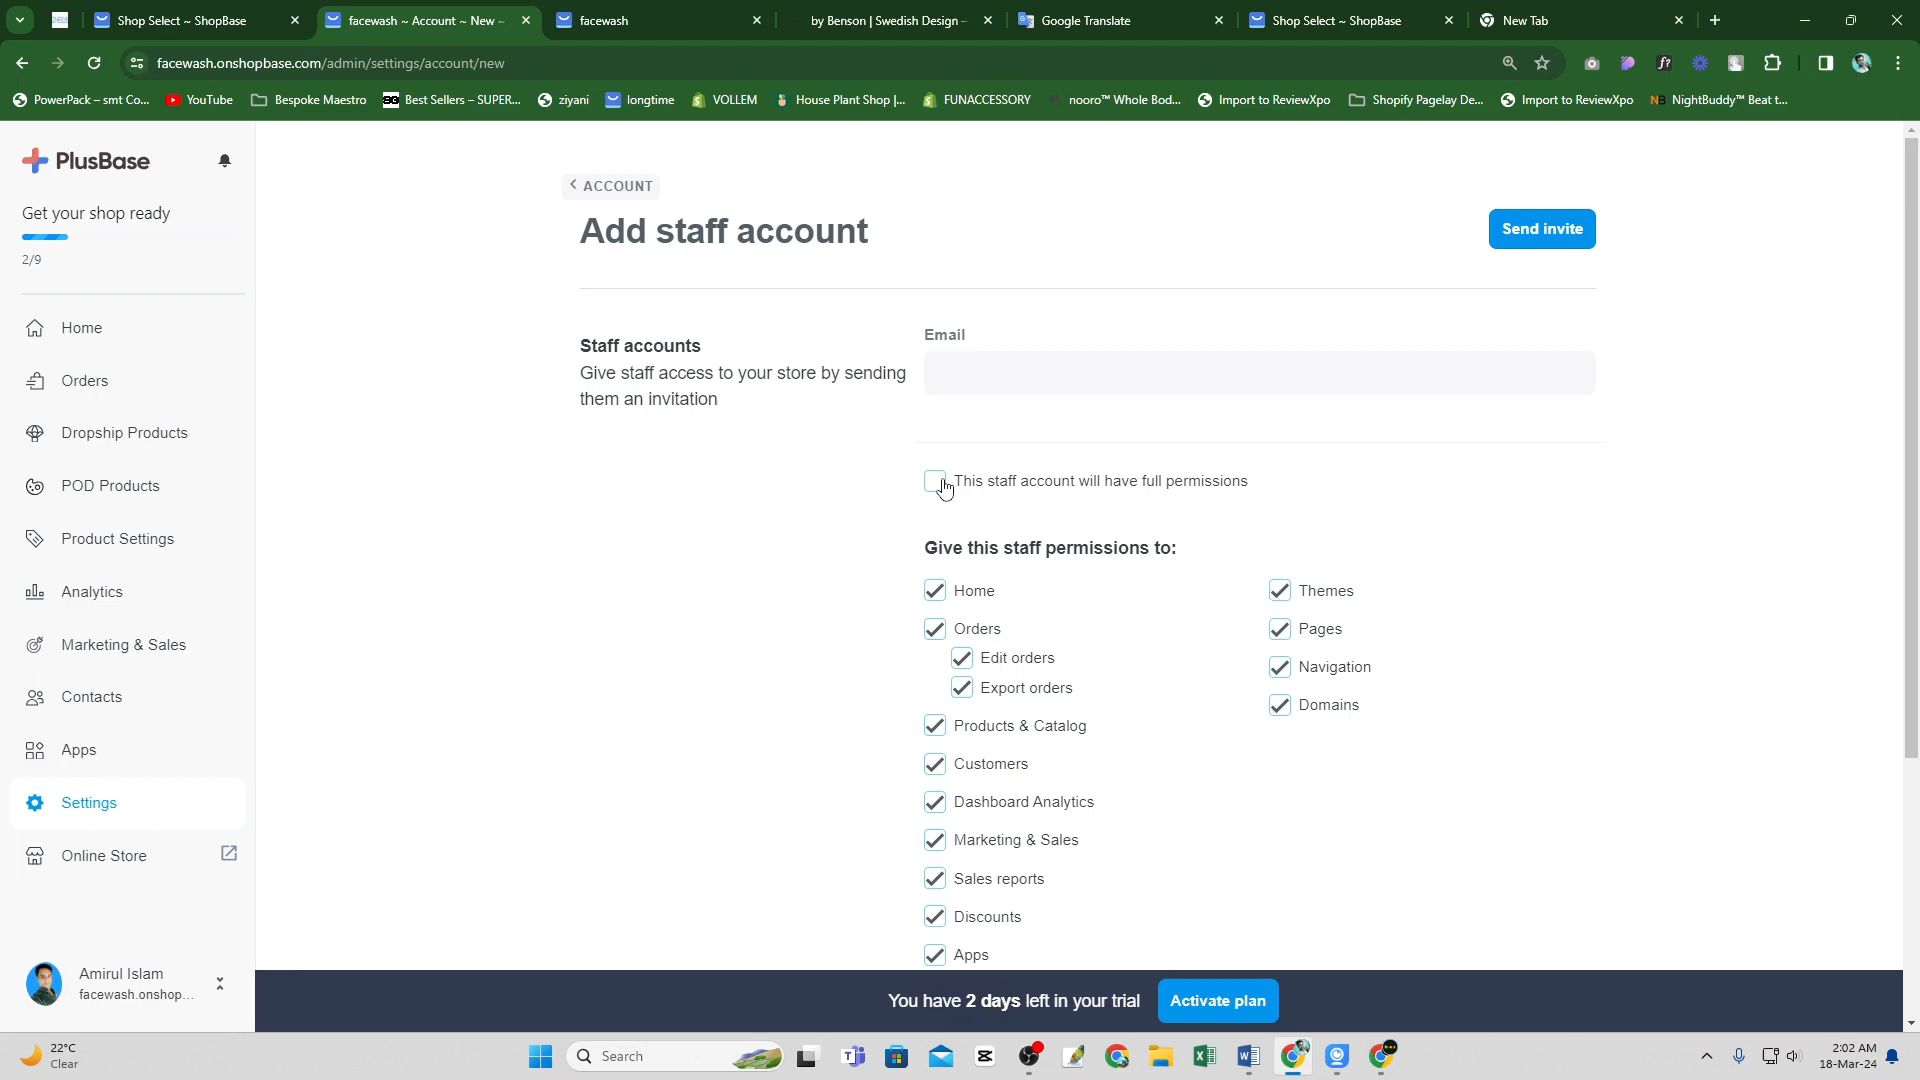 Shop Select ~ ShopBase
facewash ~ Account ~ New ~
facewash
by Benson | Swedish Design –
Google Translate
Shop Select ~ ShopBase
New Tab
facewash.onshopbase.com/admin/settings/account/new
PowerPack – smt Co...
YouTube
Bespoke Maestro
Best Sellers – SUPER...
ziyani
longtime
VOLLEM
House Plant Shop |...
FUNACCESSORY
nooro™ Whole Bod...
Import to ReviewXpo
Shopify Pagelay De...
Import to ReviewXpo
NightBuddy™ Beat t...
PlusBase
Get your shop ready
2/9
Home
Orders
Dropship Products
POD Products
Product Settings
Analytics
Marketing & Sales
Contacts
Apps
Settings
Online Store
Amirul Islam
facewash.onshop...
ACCOUNT
Add staff account
Send invite
Staff accounts
Give staff access to your store by sending
them an invitation
Email
This staff account will have full permissions
Give this staff permissions to:
Home
Orders
Edit orders
Export orders
Products & Catalog
Customers
Dashboard Analytics
Marketing & Sales
Sales reports
Discounts
Apps
Themes
Pages
Navigation
Domains
You have 2 days left in your trial
Activate plan
22°C
Clear
Search
2:02 AM
18-Mar-24